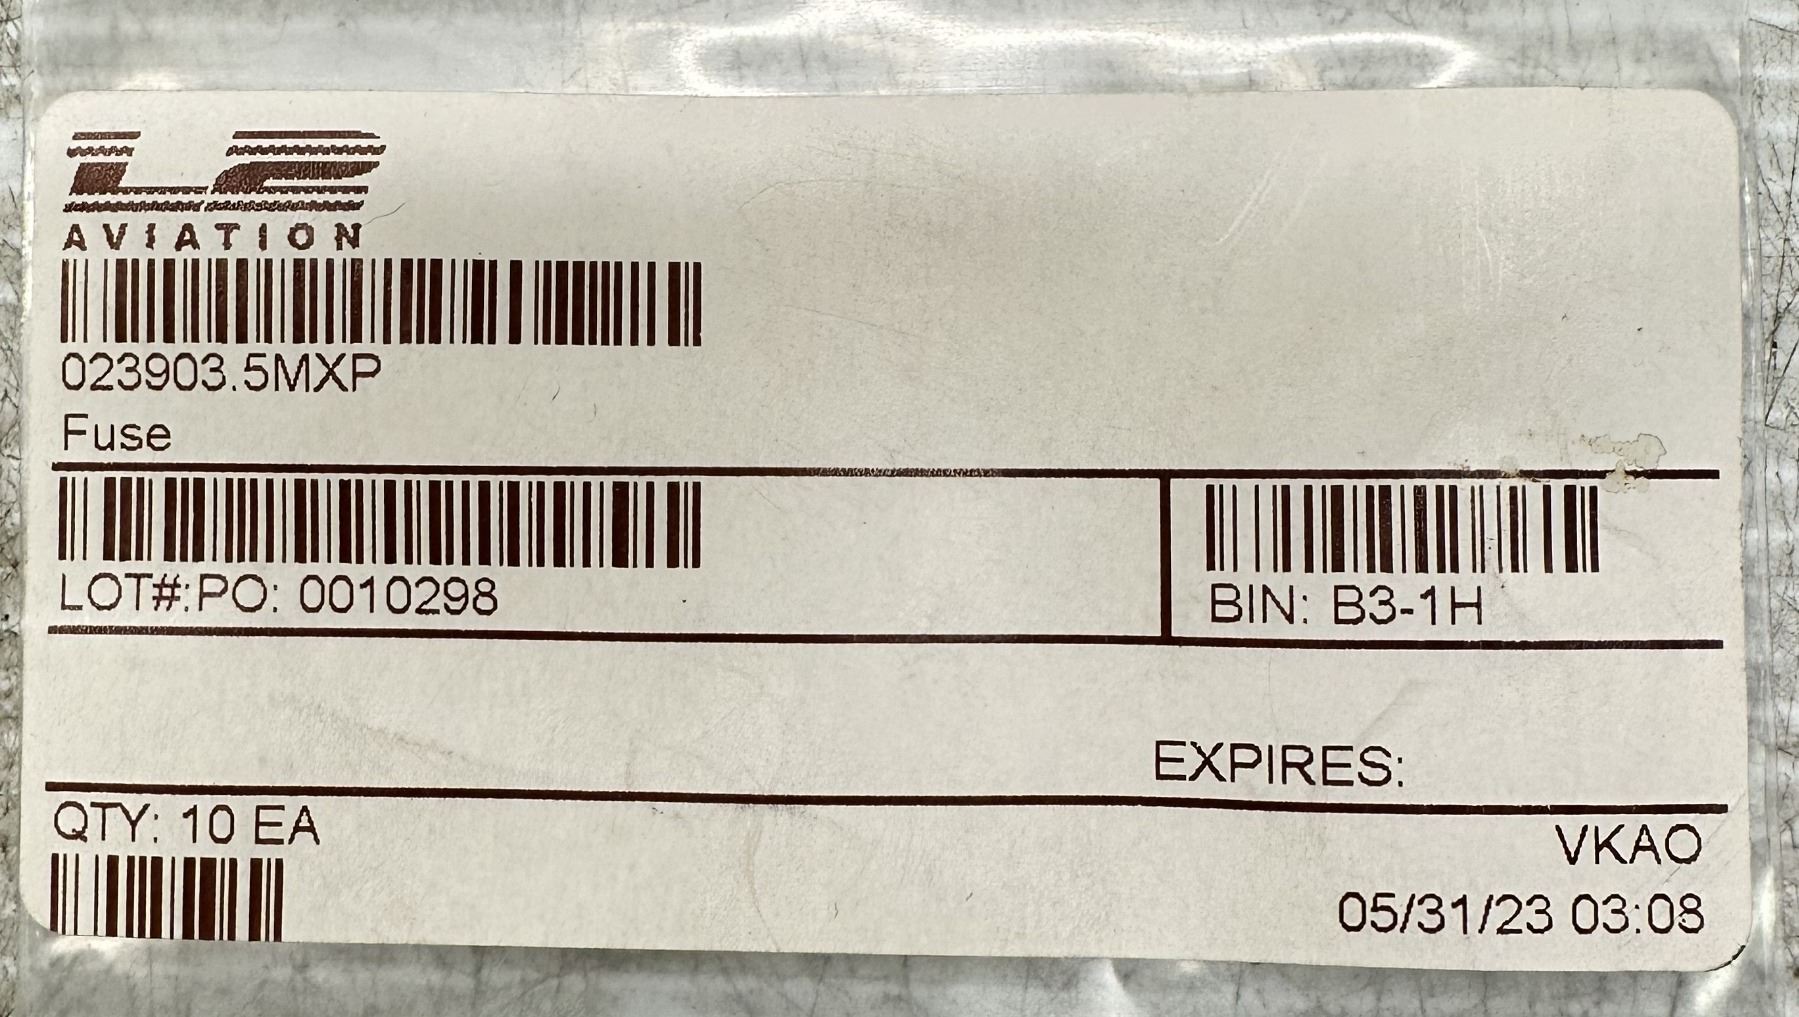 L2
AVIATION
023903.5MXP
Fuse
LOT#:PO: 0010298
BIN: B3-1H
EXPIRES:
QTY: 10 EA
VKAO
05/31/23 03:08